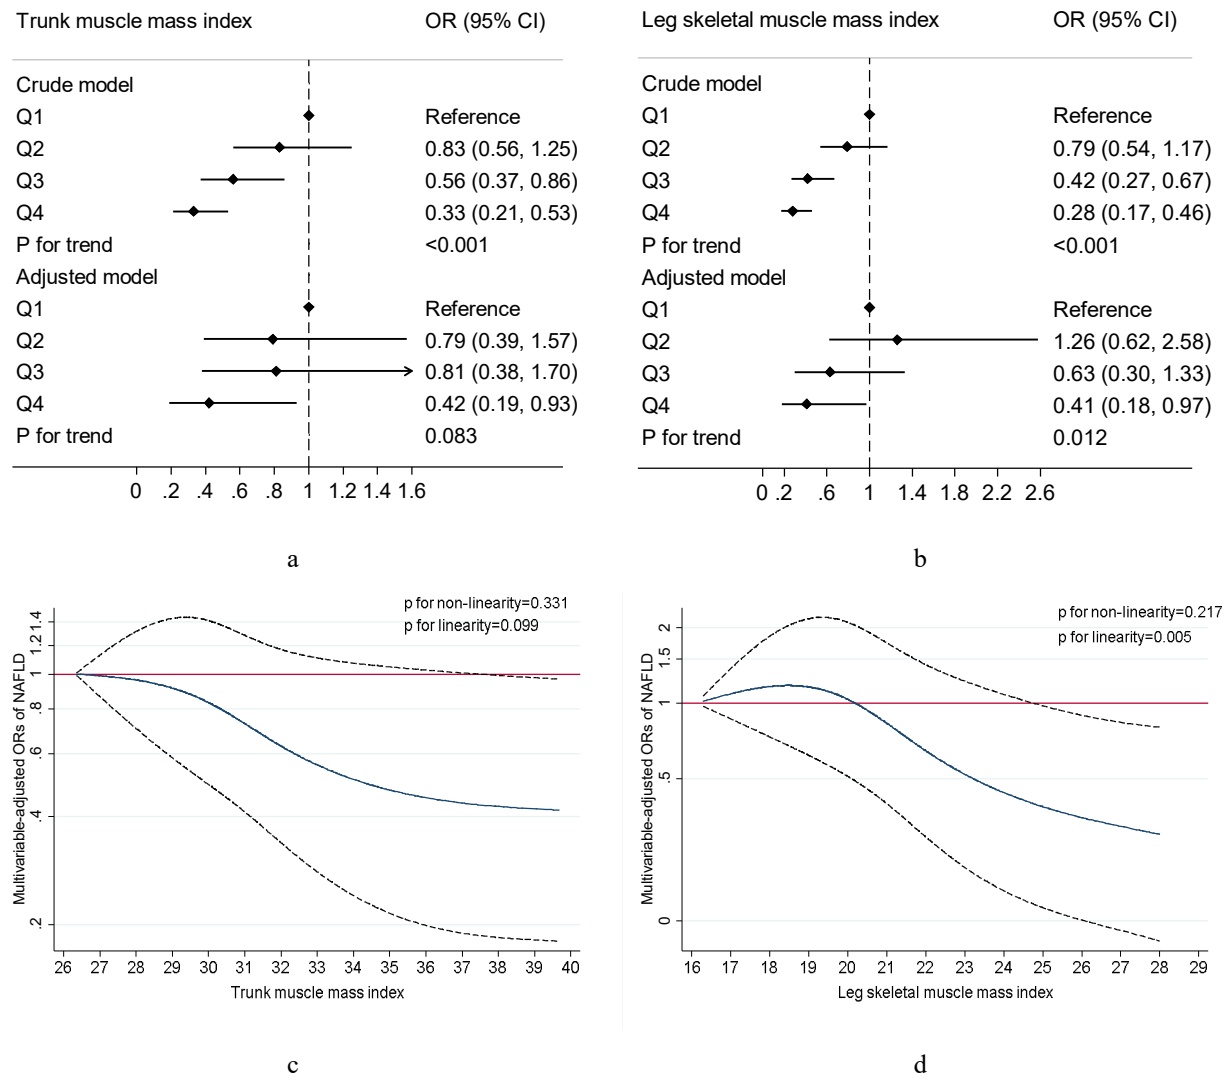 Trunk muscle mass index OR (95% CI)
Crude model
Q1 Reference
Q2 0.83 (0.56, 1.25)
Q3 0.56 (0.37, 0.86)
Q4 0.33 (0.21, 0.53)
P for trend <0.001
Adjusted model
Q1 Reference
Q2 0.79 (0.39, 1.57)
Q3 0.81 (0.38, 1.70)
Q4 0.42 (0.19, 0.93)
P for trend 0.083
0 .2 .4 .6 .8 1 1.2 1.4 1.6
a
Leg skeletal muscle mass index OR (95% CI)
Crude model
Q1 Reference
Q2 0.79 (0.54, 1.17)
Q3 0.42 (0.27, 0.67)
Q4 0.28 (0.17, 0.46)
P for trend <0.001
Adjusted model
Q1 Reference
Q2 1.26 (0.62, 2.58)
Q3 0.63 (0.30, 1.33)
Q4 0.41 (0.18, 0.97)
P for trend 0.012
0 .2 .6 1 1.4 1.8 2.2 2.6
b
p for non-linearity=0.331
p for linearity=0.099
Multivariable-adjusted ORs of NAFLD
1.4
1.2
1
.8
.6
.4
.2
26 27 28 29 30 31 32 33 34 35 36 37 38 39 40
Trunk muscle mass index
c
p for non-linearity=0.217
p for linearity=0.005
Multivariable-adjusted ORs of NAFLD
2
1.5
1
.5
0
16 17 18 19 20 21 22 23 24 25 26 27 28 29
Leg skeletal muscle mass index
d